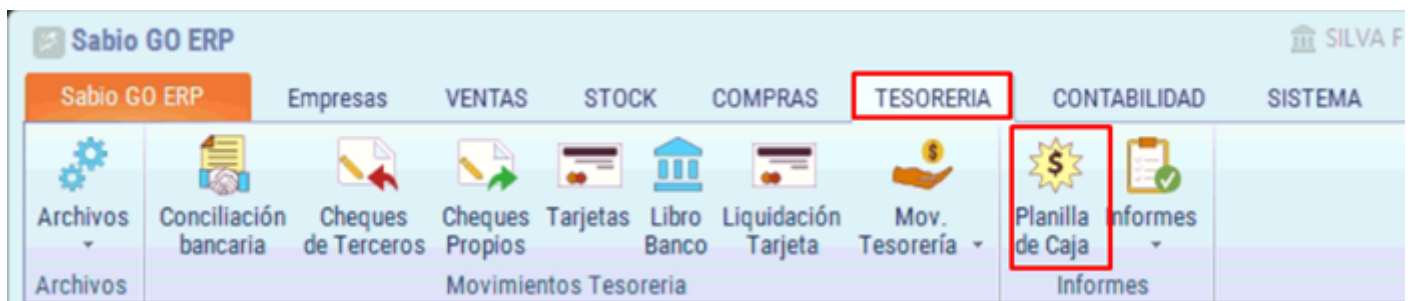 Sabio GO ERP
SILVA F
Sabio GO ERP Empresas VENTAS STOCK COMPRAS TESORERIA CONTABILIDAD SISTEMA
Archivos Conciliación Cheques Cheques Tarjetas Libro Liquidación Mov. Planilla Informes
bancaria de Terceros Propios Banco Tarjeta Tesorería de Caja
Archivos Movimientos Tesoreria Informes